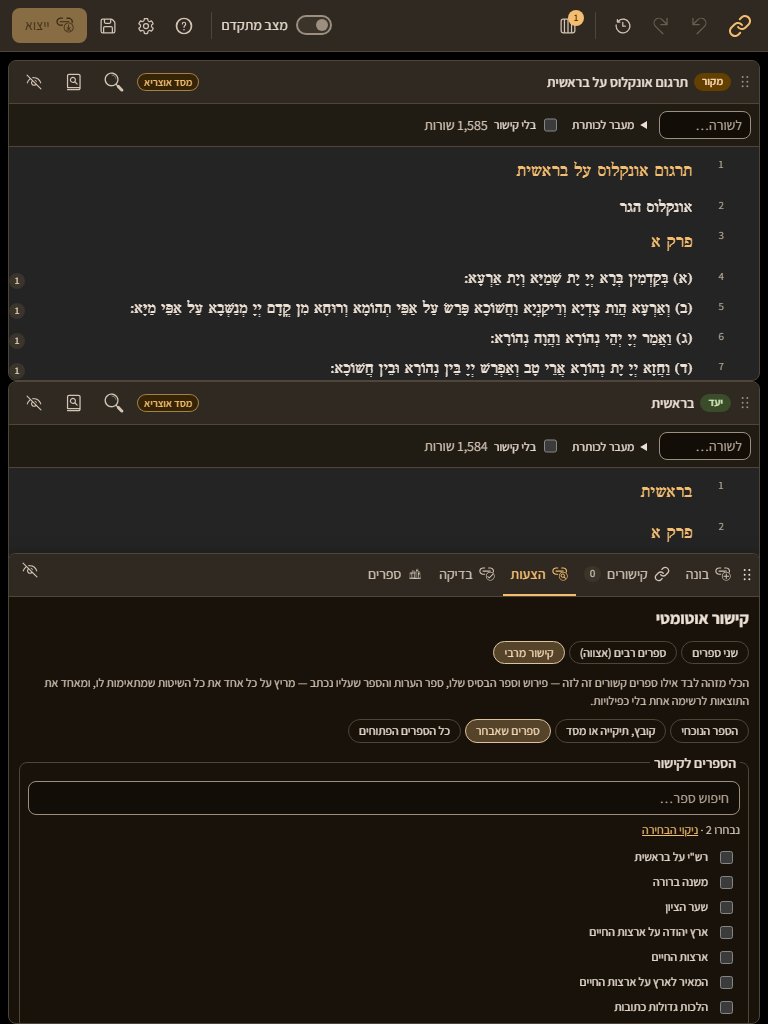 1
מצב מתקדם
ייצוא
מקור
תרגום אונקלוס על בראשית
מסד אוצריא
לשורה...
מעבר לכותרת
בלי קישור
1,585 שורות
1 תרגום אונקלוס על בראשית
2 אונקלוס הגר
3 פרק א
4 (א) בְּקַדְמִין בְּרָא יְיָ יָת שְׁמַיָּא וְיָת אַרְעָא: 1
5 (ב) וְאַרְעָא הֲוַת צָדְיָא וְרֵיקַנְיָא וַחֲשׁוֹכָא פָּרֵשׂ עַל אַפֵּי תְהוֹמָא וְרוּחָא מִן קֳדָם יְיָ מְנַשְּׁבָא עַל אַפֵּי מַיָּא: 1
6 (ג) וַאֲמַר יְיָ יְהֵי נְהוֹרָא וַהֲוָה נְהוֹרָא: 1
7 (ד) וַחֲזָא יְיָ יָת נְהוֹרָא אֲרֵי טָב וְאַפְרֵשׁ יְיָ בֵּין נְהוֹרָא וּבֵין חֲשׁוֹכָא: 1
יעד
בראשית
מסד אוצריא
לשורה...
מעבר לכותרת
בלי קישור
1,584 שורות
1 בראשית
2 פרק א
בונה
קישורים 0
הצעות
בדיקה
ספרים
קישור אוטומטי
שני ספרים
ספרים רבים (אצווה)
קישור מרבי
הכלי מזהה לבד אילו ספרים קשורים זה לזה — פירוש וספר הבסיס שלו, ספר הערות והספר שעליו נכתב — מריץ על כל אחד את כל השיטות שמתאימות לו, ומאחד את
התוצאות לרשימה אחת בלי כפילויות.
הספר הנוכחי
קובץ, תיקייה או מסד
ספרים שאבחר
כל הספרים הפתוחים
הספרים לקישור
חיפוש ספר...
נבחרו 2 · ניקוי הבחירה
רש"י על בראשית
משנה ברורה
שער הציון
ארץ יהודה על ארצות החיים
ארצות החיים
המאיר לארץ על ארצות החיים
הלכות גדולות כתובות